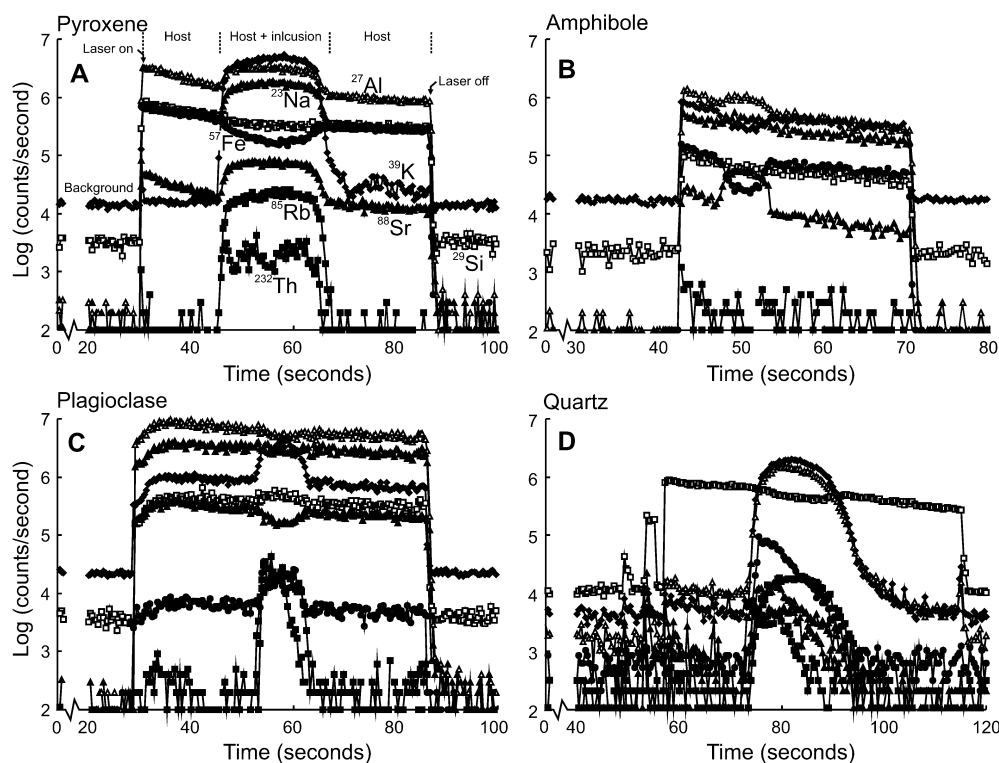 Pyroxene
Host
Host + inlcusion
Host
Laser on
A
27Al
Laser off
23Na
57Fe
39K
Background
85Rb
88Sr
29Si
232Th
Log (counts/second)
7
6
5
4
3
2
0 20 40 60 80 100
Time (seconds)
Amphibole
B
7
6
5
4
3
2
0 30 40 50 60 70 80
Time (seconds)
Plagioclase
C
Log (counts/second)
7
6
5
4
3
2
0 20 40 60 80 100
Time (seconds)
Quartz
D
7
6
5
4
3
2
0 40 60 80 100 120
Time (seconds)